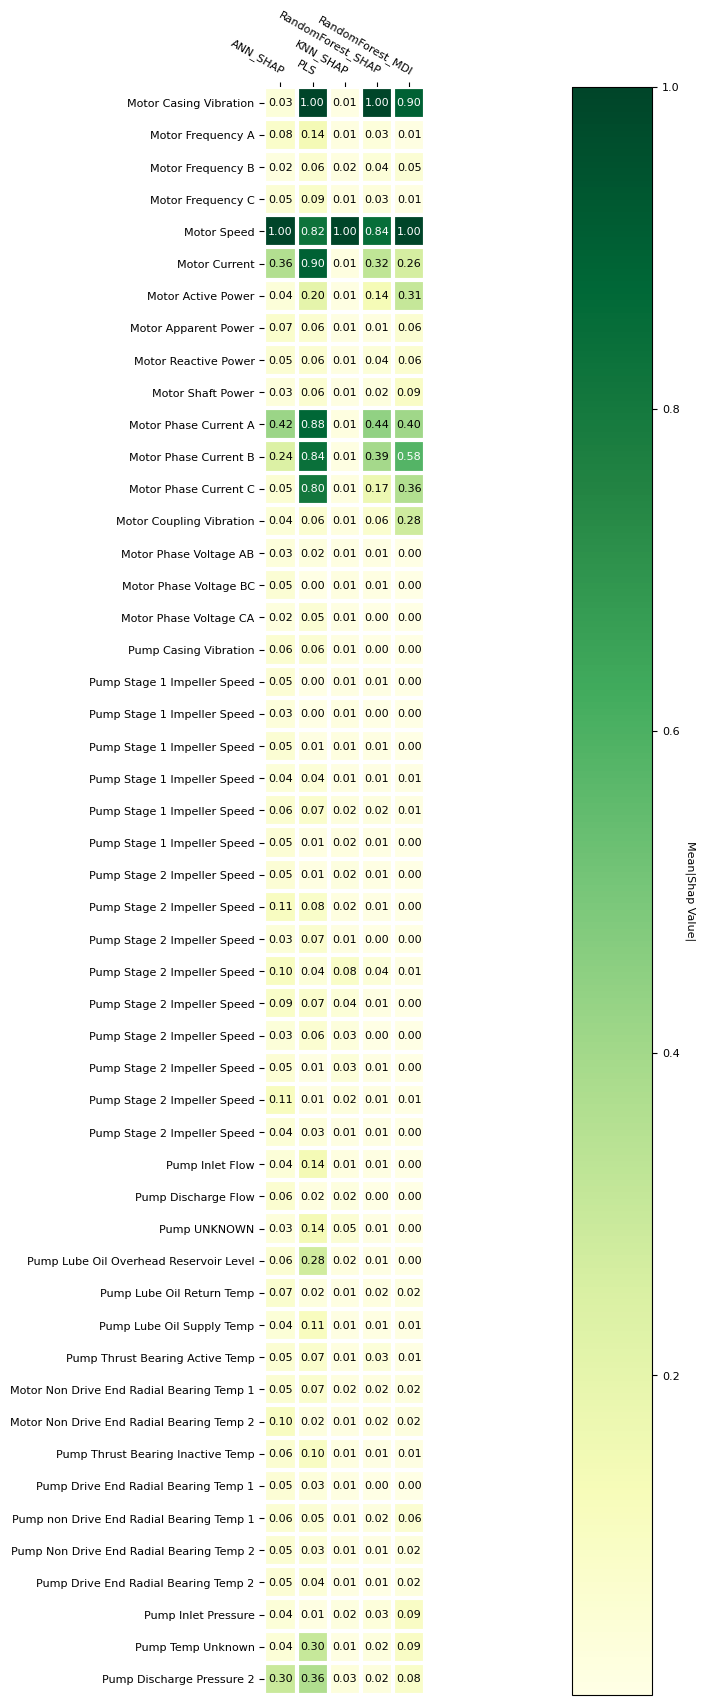 ANN_SHAP
PLS
KNN_SHAP
RandomForest_SHAP
RandomForest_MDI
Motor Casing Vibration 0.03 1.00 0.01 1.00 0.90
Motor Frequency A 0.08 0.14 0.01 0.03 0.01
Motor Frequency B 0.02 0.06 0.02 0.04 0.05
Motor Frequency C 0.05 0.09 0.01 0.03 0.01
Motor Speed 1.00 0.82 1.00 0.84 1.00
Motor Current 0.36 0.90 0.01 0.32 0.26
Motor Active Power 0.04 0.20 0.01 0.14 0.31
Motor Apparent Power 0.07 0.06 0.01 0.01 0.06
Motor Reactive Power 0.05 0.06 0.01 0.04 0.06
Motor Shaft Power 0.03 0.06 0.01 0.02 0.09
Motor Phase Current A 0.42 0.88 0.01 0.44 0.40
Motor Phase Current B 0.24 0.84 0.01 0.39 0.58
Motor Phase Current C 0.05 0.80 0.01 0.17 0.36
Motor Coupling Vibration 0.04 0.06 0.01 0.06 0.28
Motor Phase Voltage AB 0.03 0.02 0.01 0.01 0.00
Motor Phase Voltage BC 0.05 0.00 0.01 0.01 0.00
Motor Phase Voltage CA 0.02 0.05 0.01 0.00 0.00
Pump Casing Vibration 0.06 0.06 0.01 0.00 0.00
Pump Stage 1 Impeller Speed 0.05 0.00 0.01 0.01 0.00
Pump Stage 1 Impeller Speed 0.03 0.00 0.01 0.00 0.00
Pump Stage 1 Impeller Speed 0.05 0.01 0.01 0.01 0.00
Pump Stage 1 Impeller Speed 0.04 0.04 0.01 0.01 0.01
Pump Stage 1 Impeller Speed 0.06 0.07 0.02 0.02 0.01
Pump Stage 1 Impeller Speed 0.05 0.01 0.02 0.01 0.00
Pump Stage 2 Impeller Speed 0.05 0.01 0.02 0.01 0.00
Pump Stage 2 Impeller Speed 0.11 0.08 0.02 0.01 0.00
Pump Stage 2 Impeller Speed 0.03 0.07 0.01 0.00 0.00
Pump Stage 2 Impeller Speed 0.10 0.04 0.08 0.04 0.01
Pump Stage 2 Impeller Speed 0.09 0.07 0.04 0.01 0.00
Pump Stage 2 Impeller Speed 0.03 0.06 0.03 0.00 0.00
Pump Stage 2 Impeller Speed 0.05 0.01 0.03 0.01 0.00
Pump Stage 2 Impeller Speed 0.11 0.01 0.02 0.01 0.01
Pump Stage 2 Impeller Speed 0.04 0.03 0.01 0.01 0.00
Pump Inlet Flow 0.04 0.14 0.01 0.01 0.00
Pump Discharge Flow 0.06 0.02 0.02 0.00 0.00
Pump UNKNOWN 0.03 0.14 0.05 0.01 0.00
Pump Lube Oil Overhead Reservoir Level 0.06 0.28 0.02 0.01 0.00
Pump Lube Oil Return Temp 0.07 0.02 0.01 0.02 0.02
Pump Lube Oil Supply Temp 0.04 0.11 0.01 0.01 0.01
Pump Thrust Bearing Active Temp 0.05 0.07 0.01 0.03 0.01
Motor Non Drive End Radial Bearing Temp 1 0.05 0.07 0.02 0.02 0.02
Motor Non Drive End Radial Bearing Temp 2 0.10 0.02 0.01 0.02 0.02
Pump Thrust Bearing Inactive Temp 0.06 0.10 0.01 0.01 0.01
Pump Drive End Radial Bearing Temp 1 0.05 0.03 0.01 0.00 0.00
Pump non Drive End Radial Bearing Temp 1 0.06 0.05 0.01 0.02 0.06
Pump Non Drive End Radial Bearing Temp 2 0.05 0.03 0.01 0.01 0.02
Pump Drive End Radial Bearing Temp 2 0.05 0.04 0.01 0.01 0.02
Pump Inlet Pressure 0.04 0.01 0.02 0.03 0.09
Pump Temp Unknown 0.04 0.30 0.01 0.02 0.09
Pump Discharge Pressure 2 0.30 0.36 0.03 0.02 0.08
1.0
0.8
0.6
0.4
0.2
Mean|Shap Value|